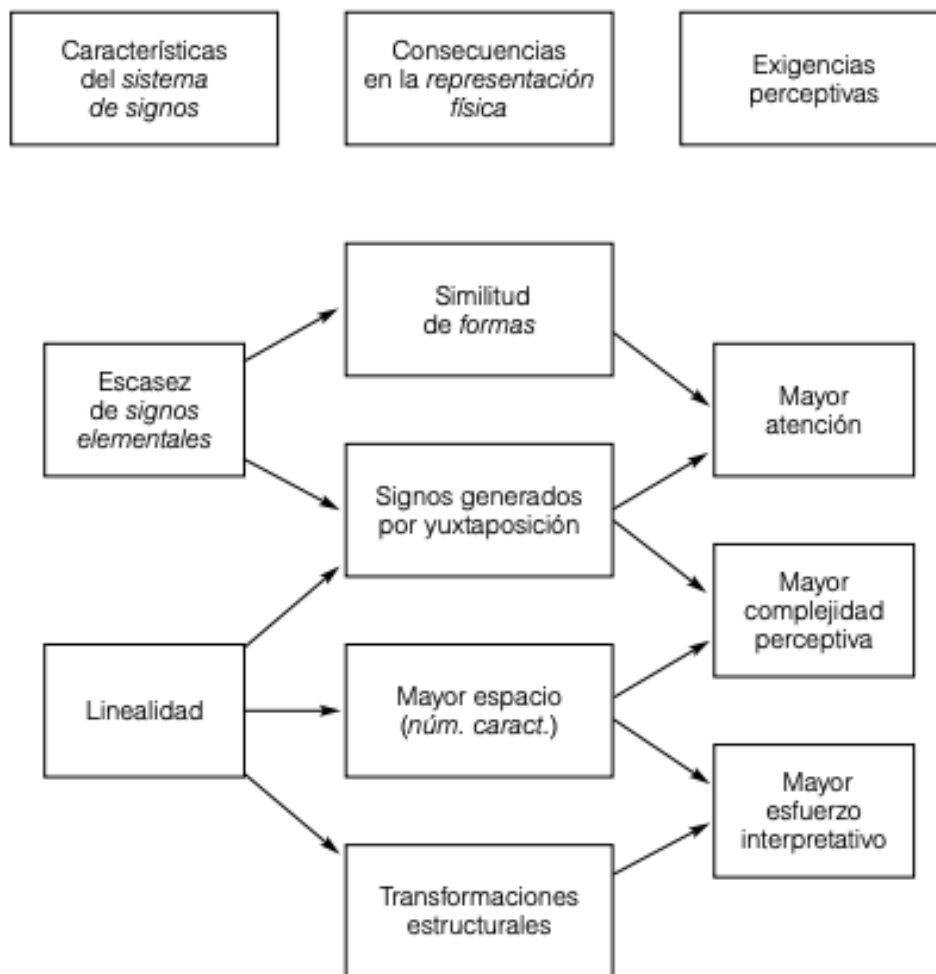 Características
del sistema
de signos
Consecuencias
en la representación
física
Exigencias
perceptivas
Similitud
de formas
Escasez
de signos
elementales
Mayor
atención
Signos generados
por yuxtaposición
Mayor
complejidad
perceptiva
Linealidad
Mayor espacio
(núm. caract.)
Mayor
esfuerzo
interpretativo
Transformaciones
estructurales